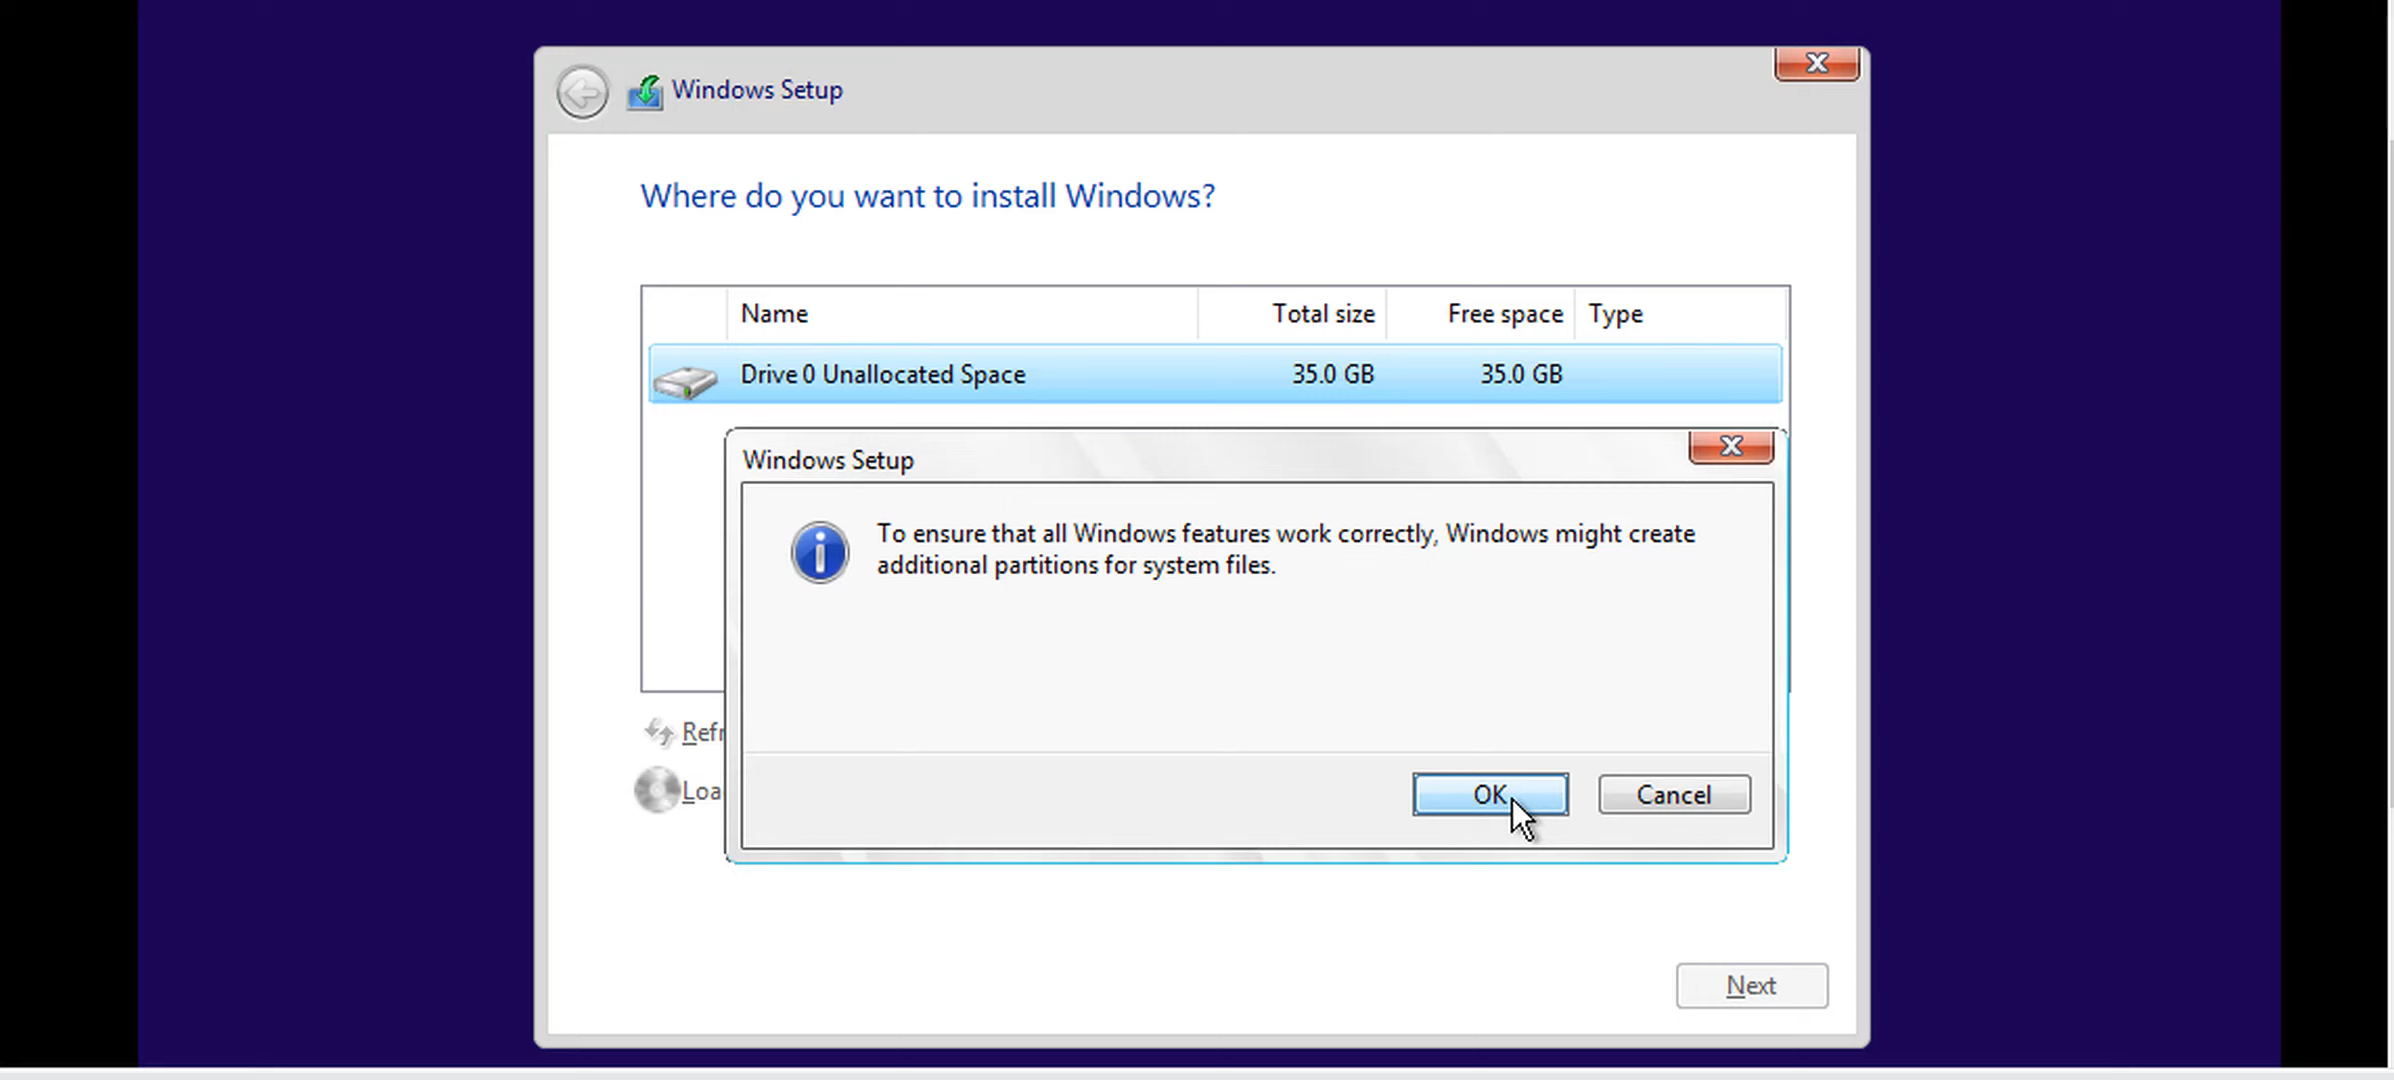 Windows Setup
Where do you want to install Windows?
Name Total size Free space Type
Drive 0 Unallocated Space 35.0 GB 35.0 GB
Windows Setup
To ensure that all Windows features work correctly, Windows might create
additional partitions for system files.
Refr
Loa
OK Cancel
Next